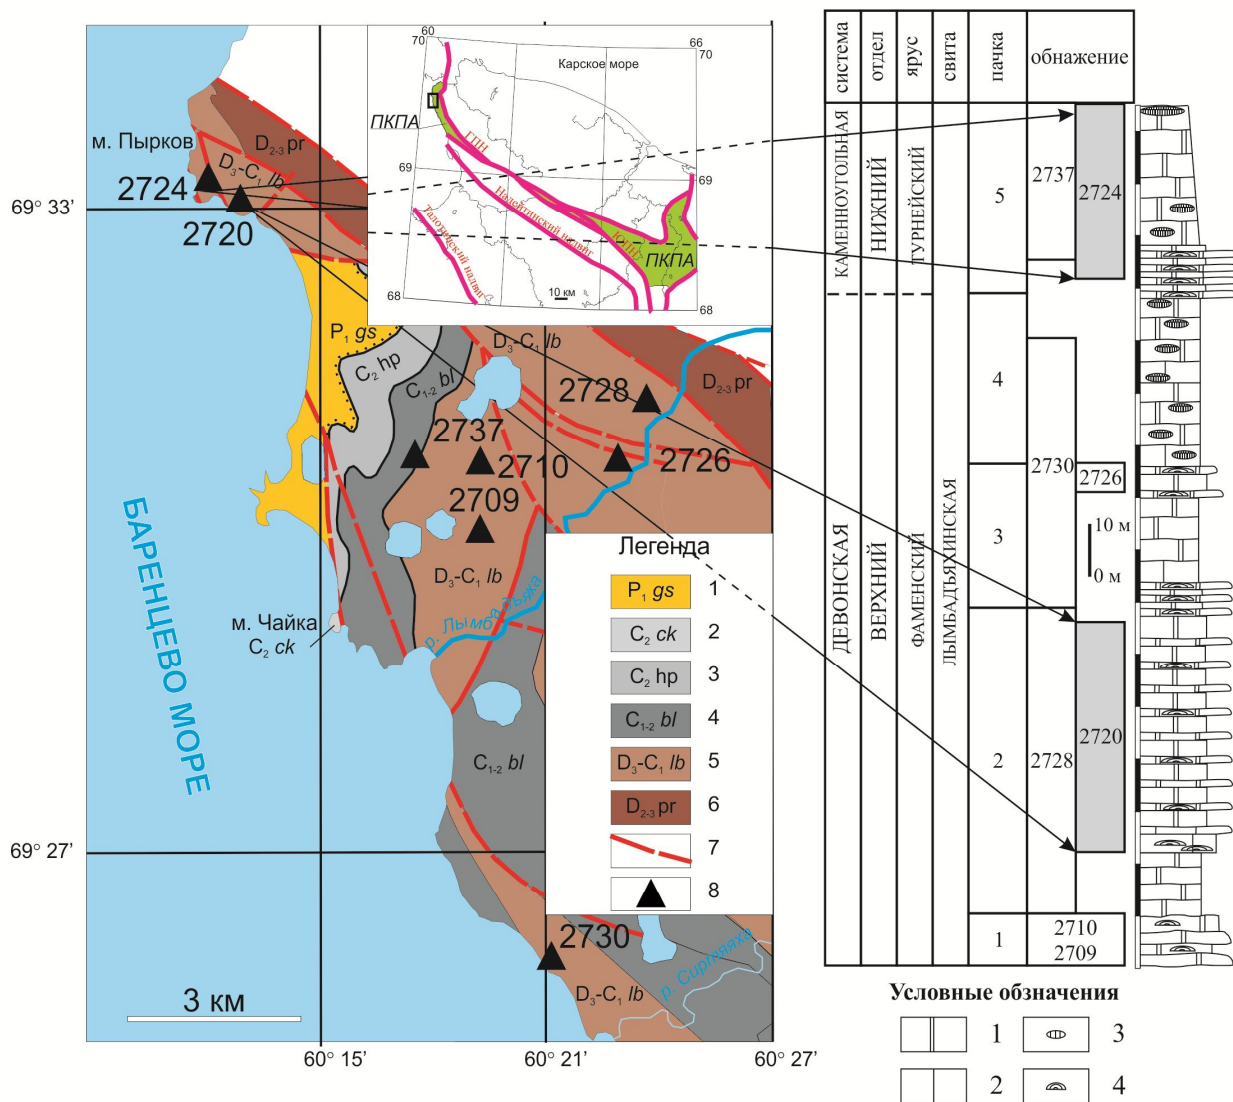 60
66
70
70
Карское море
ПКПА
ГПН
69
69
Надейтинский надвиг
ЮПН
ПКПА
Талотинский надвиг
10 км
68
68
м. Пырков
D₂₋₃ pr
D₃-C₁ lb
2724
69° 33’
2720
P₁ gs
C₂ hp
C₁₋₂ bl
D₃-C₁ lb
2728
D₂₋₃ pr
2737
2710
2726
2709
D₃-C₁ lb
БАРЕНЦЕВО МОРЕ
м. Чайка
C₂ ck
р. Лымбадъяха
C₁₋₂ bl
69° 27’
2730
р. Сиртяяха
D₃-C₁ lb
3 км
60° 15’
60° 21’
60° 27’
Легенда
P₁ gs 1
C₂ ck 2
C₂ hp 3
C₁₋₂ bl 4
D₃-C₁ lb 5
D₂₋₃ pr 6
7
8
система
отдел
ярус
свита
пачка
обнажение
КАМЕННОУГОЛЬНАЯ
НИЖНИЙ
ТУРНЕЙСКИЙ
5
2737
2724
ДЕВОНСКАЯ
ВЕРХНИЙ
ФАМЕНСКИЙ
ЛЫМБАДЪЯХИНСКАЯ
4
2730
2726
3
10 м
0 м
2
2728
2720
1
2710
2709
Условные обозначения
1
3
2
4